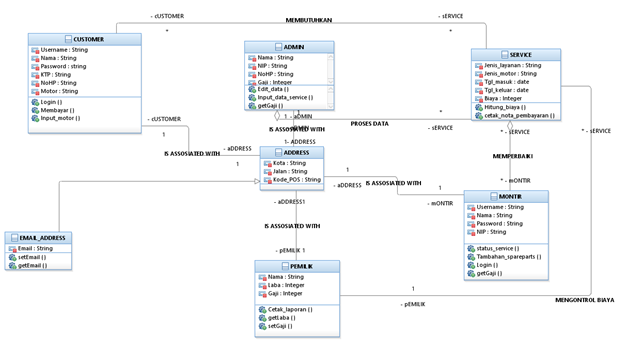 - cUSTOMER
MEMBUTUHKAN
- sERVICE
*
*
CUSTOMER
Username : String
Nama : String
Password : string
KTP : String
NoHP : String
Motor : String
Login ()
Membayar ()
Input_motor ()
ADMIN
Nama : String
NIP : String
NoHP : String
Gaji : Integer
Edit_data ()
Input_data_service ()
getGaji ()
SERVICE
Jenis_layanan : String
Jenis_motor : String
Tgl_masuk : date
Tgl_keluar : date
Biaya : Integer
Hitung_biaya ()
cetak_nota_pembayaran ()
1
- cUSTOMER
1 - aDMIN
IS ASSOSIATED WITH
PROSES DATA
*
- sERVICE
* - sERVICE
* - sERVICE
1- ADDRESS
- aDDRESS
IS ASSOSIATED WITH
1
ADDRESS
Kota : String
Jalan : String
Kode_POS : String
MEMPERBAIKI
1
- aDDRESS
IS ASSOSIATED WITH
* - mONTIR
1
- mONTIR
MONTIR
Username : String
Nama : String
Password : String
NIP : String
status_service ()
Tambahan_spareparts ()
Login ()
getGaji ()
- aDDRESS1
IS ASSOSIATED WITH
- pEMILIK 1
EMAIL_ADDRESS
Email : String
setEmail ()
getEmail ()
PEMILIK
Nama : String
Laba : Integer
Gaji : Integer
Cetak_laporan ()
getLaba ()
setGaji ()
1
- pEMILIK
MENGONTROL BIAYA